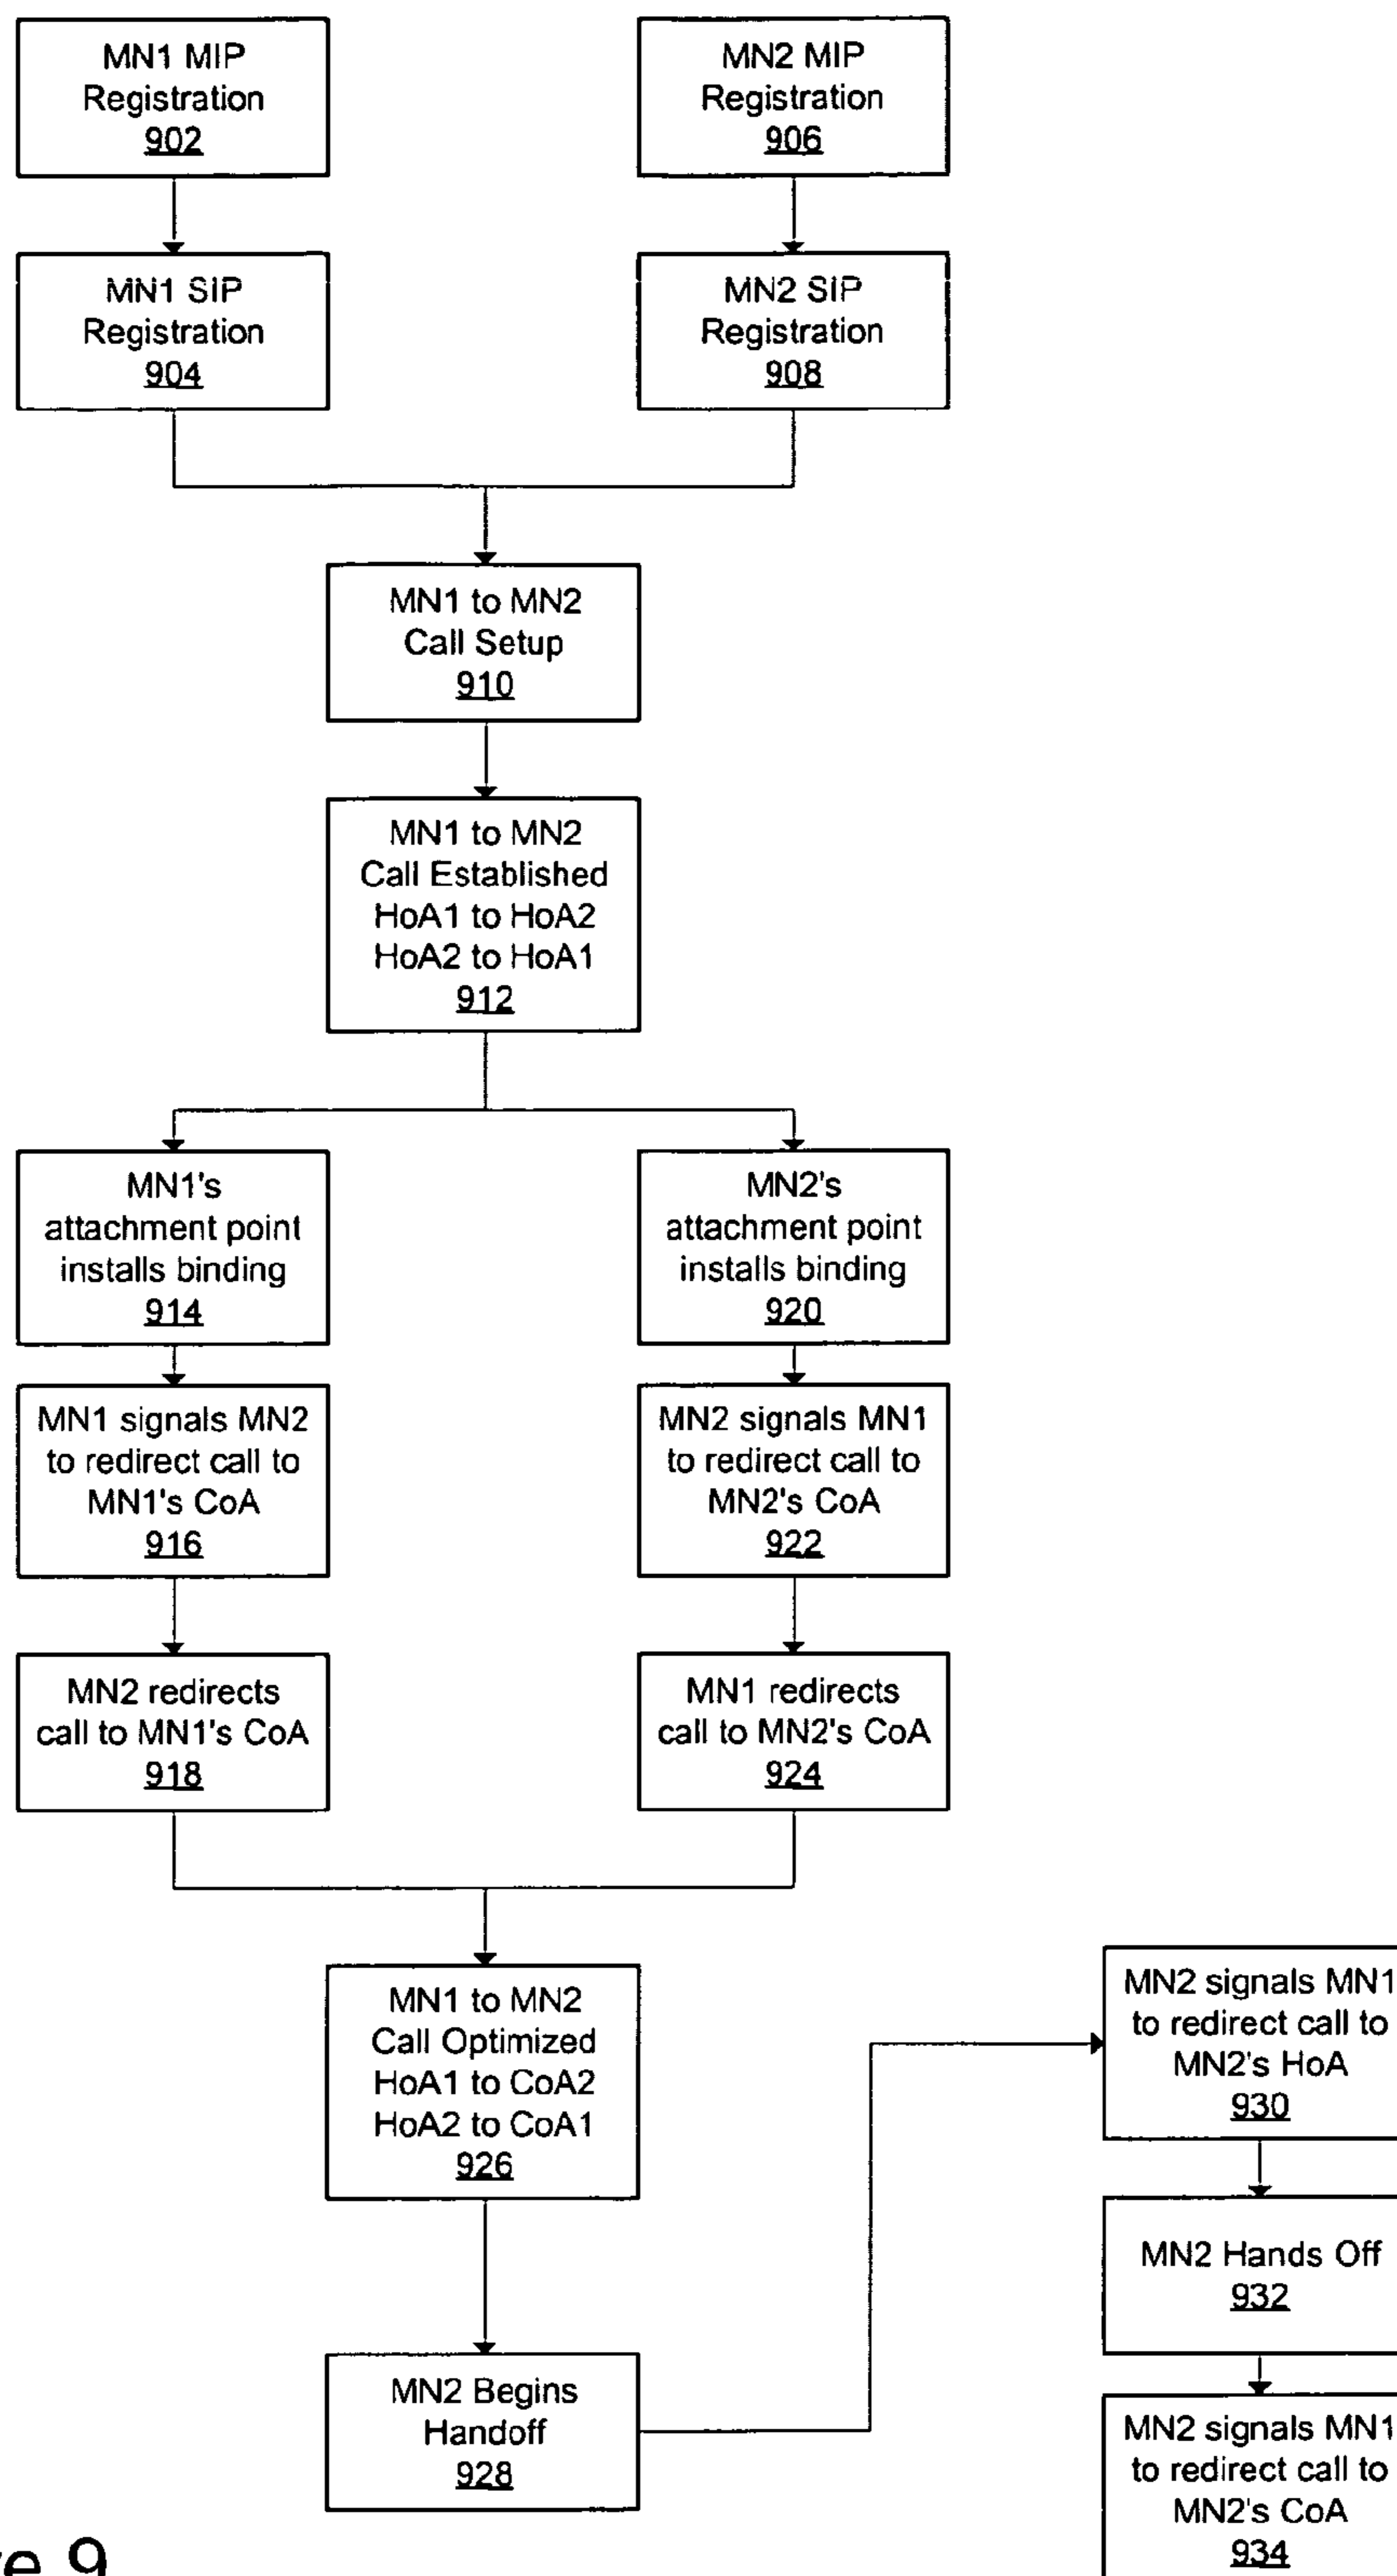 MN1 MIP
Registration
902
MN2 MIP
Registration
906
MN1 SIP
Registration
904
MN2 SIP
Registration
908
MN1 to MN2
Call Setup
910
MN1 to MN2
Call Established
HoA1 to HoA2
HoA2 to HoA1
912
MN1's
attachment point
installs binding
914
MN2's
attachment point
installs binding
920
MN1 signals MN2
to redirect call to
MN1's CoA
916
MN2 signals MN1
to redirect call to
MN2's CoA
922
MN2 redirects
call to MN1's CoA
918
MN1 redirects
call to MN2's CoA
924
MN1 to MN2
Call Optimized
HoA1 to CoA2
HoA2 to CoA1
926
MN2 Begins
Handoff
928
MN2 signals MN1
to redirect call to
MN2's HoA
930
MN2 Hands Off
932
MN2 signals MN1
to redirect call to
MN2's CoA
934
9